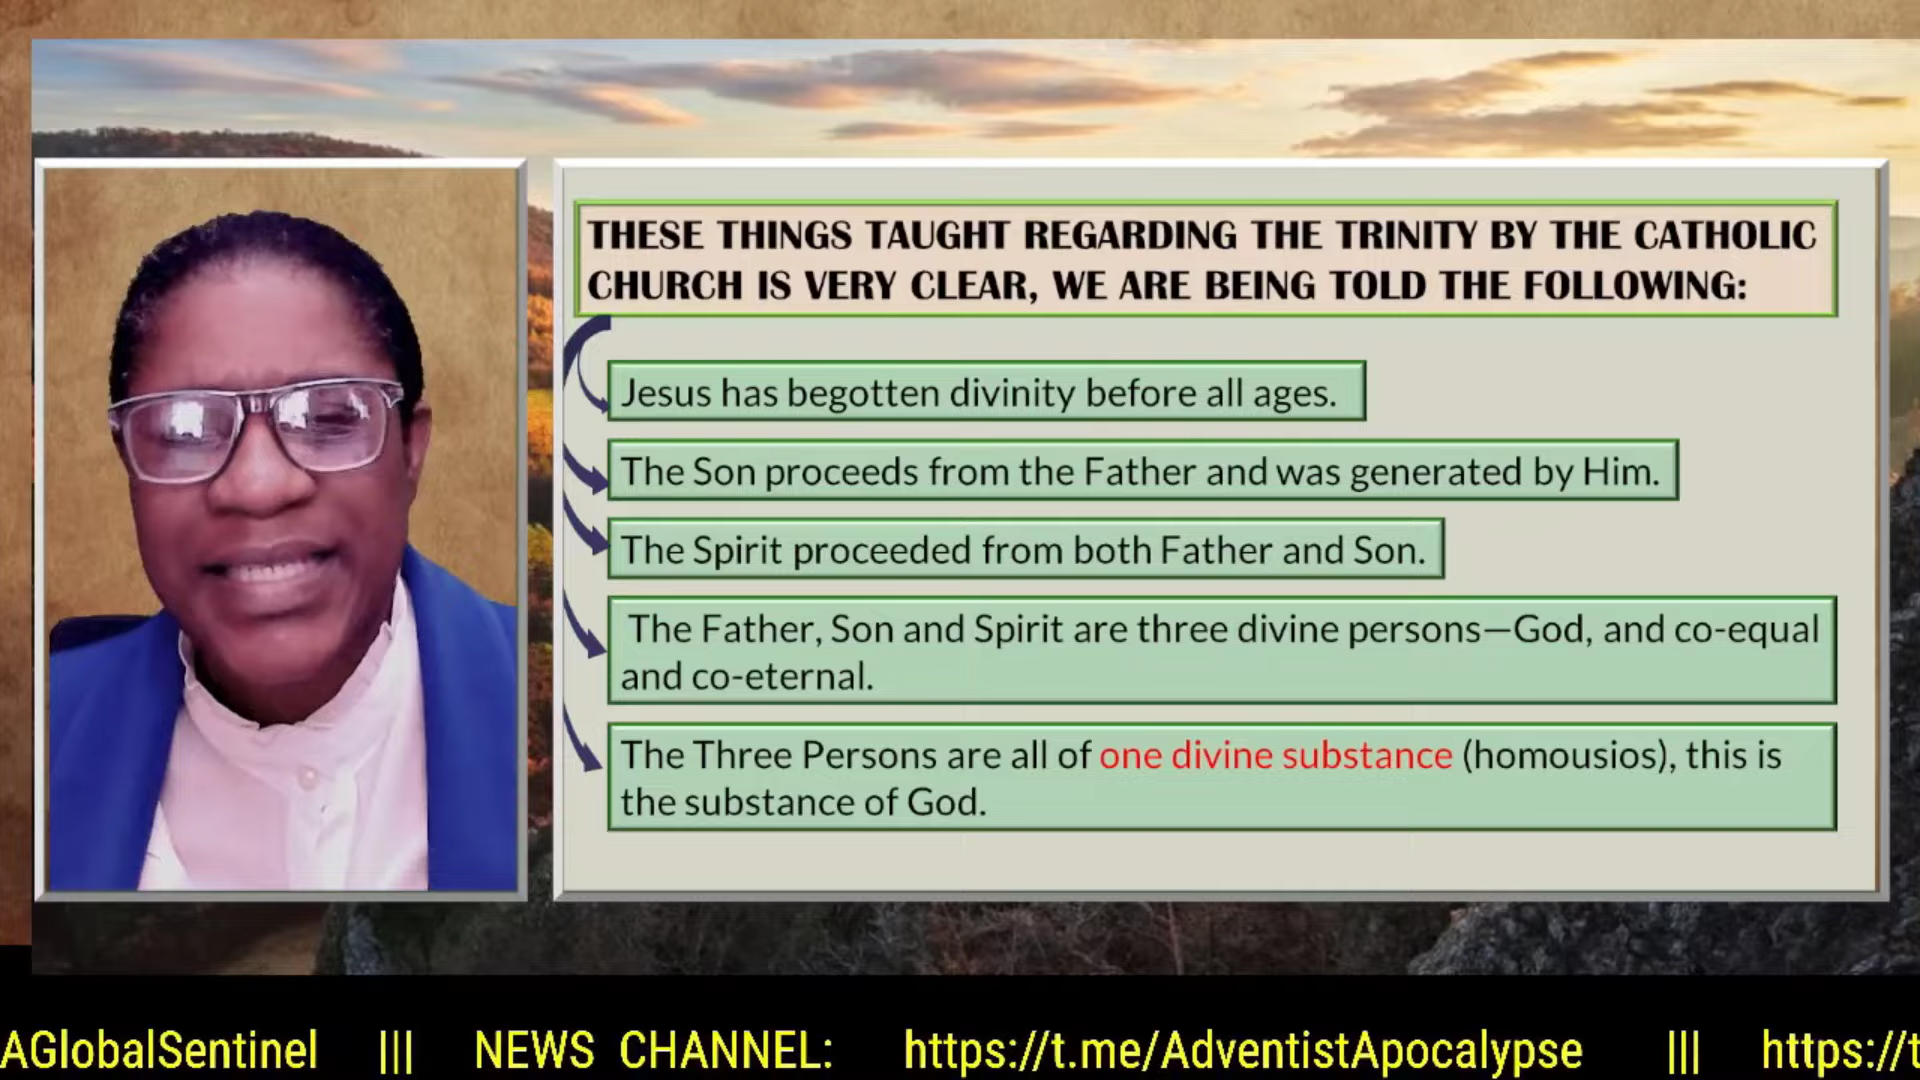 THESE THINGS TAUGHT REGARDING THE TRINITY BY THE CATHOLIC
CHURCH IS VERY CLEAR, WE ARE BEING TOLD THE FOLLOWING:
Jesus has begotten divinity before all ages.
The Son proceeds from the Father and was generated by Him.
The Spirit proceeded from both Father and Son.
The Father, Son and Spirit are three divine persons—God, and co-equal
and co-eternal.
The Three Persons are all of one divine substance (homousios), this is
the substance of God.
AGlobalSentinel ||| NEWS CHANNEL: https://t.me/AdventistApocalypse ||| https://t